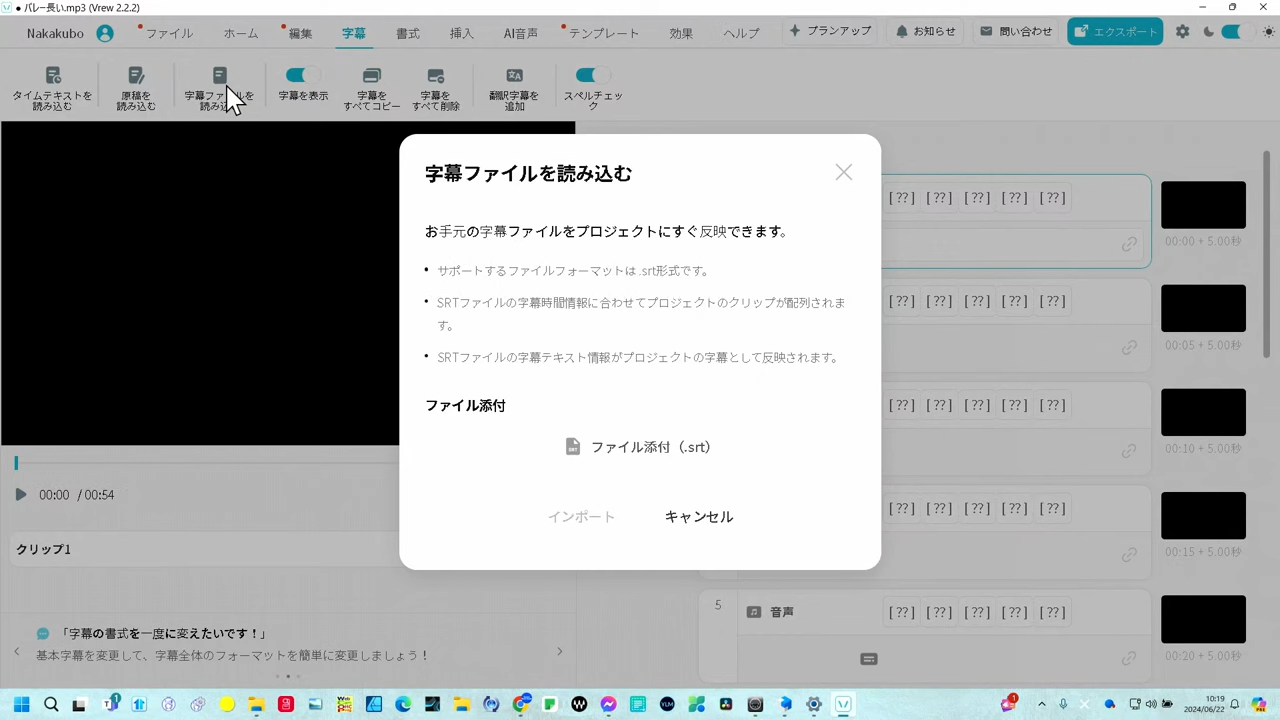 ● バレー長い.mp3 (Vrew 2.2.2)
Nakakubo
ファイル
ホーム
編集
字幕
書式
挿入
AI音声
テンプレート
効果
ヘルプ
プランアップ
お知らせ
問い合わせ
エクスポート
タイムテキストを
読み込む
原稿を
読み込む
字幕ファイルを
読み込む
字幕を表示
字幕を
すべてコピー
字幕を
すべて削除
翻訳字幕を
追加
スペルチェッ
ク
字幕ファイルを読み込む
お手元の字幕ファイルをプロジェクトにすぐ反映できます。
• サポートするファイルフォーマットは .srt形式です。
• SRTファイルの字幕時間情報に合わせてプロジェクトのクリップが配列されま
す。
• SRTファイルの字幕テキスト情報がプロジェクトの字幕として反映されます。
ファイル添付
ファイル添付（.srt）
インポート
キャンセル
[ ?? ] [ ?? ] [ ?? ] [ ?? ] [ ?? ]
00:00 + 5.00秒
[ ?? ] [ ?? ] [ ?? ] [ ?? ] [ ?? ]
00:05 + 5.00秒
[ ?? ] [ ?? ] [ ?? ] [ ?? ] [ ?? ]
00:10 + 5.00秒
[ ?? ] [ ?? ] [ ?? ] [ ?? ] [ ?? ]
00:15 + 5.00秒
5
音声
[ ?? ] [ ?? ] [ ?? ] [ ?? ] [ ?? ]
00:20 + 5.00秒
00:00 / 00:54
クリップ1
「字幕の書式を一度に変えたいです！」
基本字幕を変更して、字幕全体のフォーマットを簡単に変更しましょう！
10:19
2024/06/22